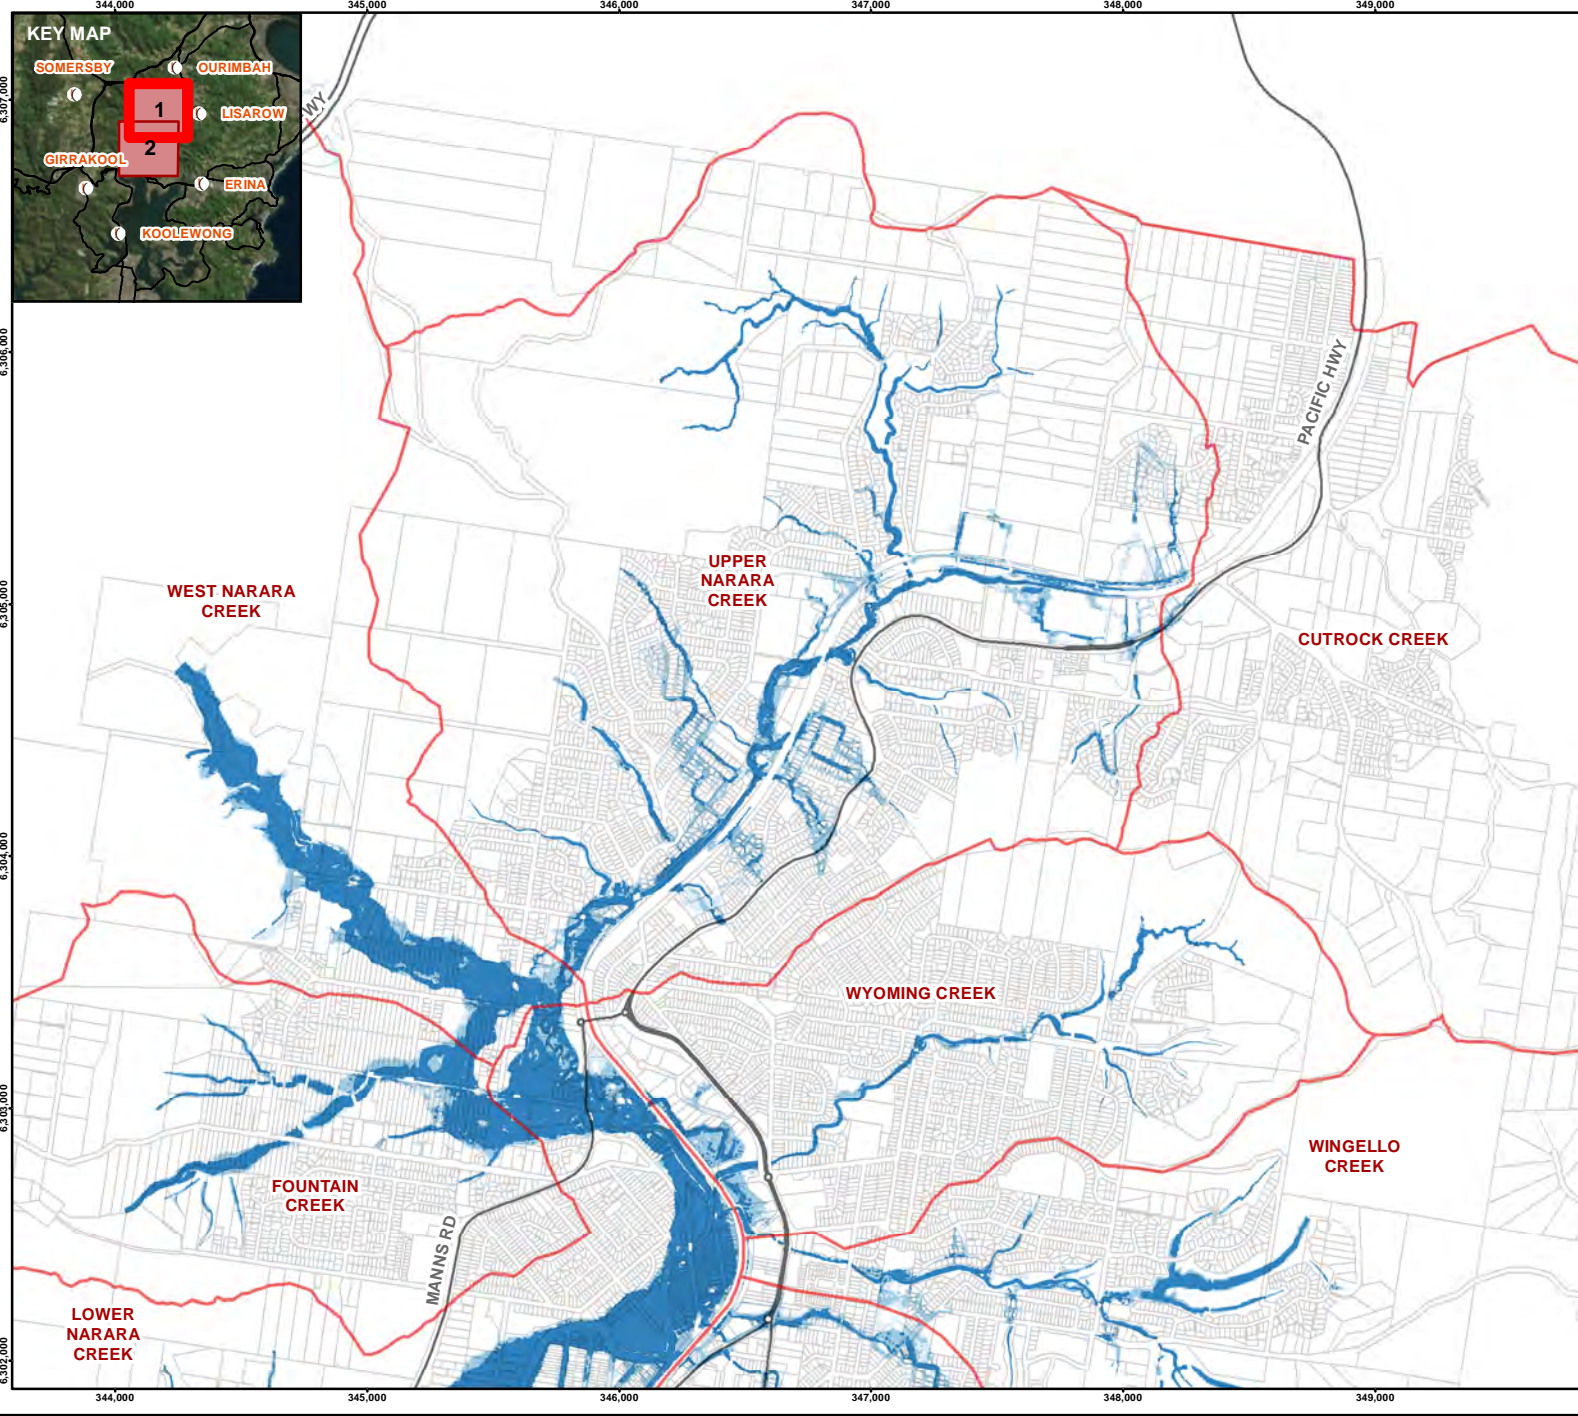 344,000
345,000
346,000
347,000
348,000
349,000
KEY MAP
SOMERSBY
OURIMBAH
1
LISAROW
2
GIRRAKOOL
ERINA
KOOLEWONG
6,307,000
WY
6,306,000
PACIFIC HWY
UPPER
NARARA
CREEK
WEST NARARA
CREEK
6,305,000
CUTROCK CREEK
6,304,000
WYOMING CREEK
6,303,000
WINGELLO
CREEK
FOUNTAIN
CREEK
MANNS RD
LOWER
NARARA
CREEK
6,302,000
344,000
345,000
346,000
347,000
348,000
349,000